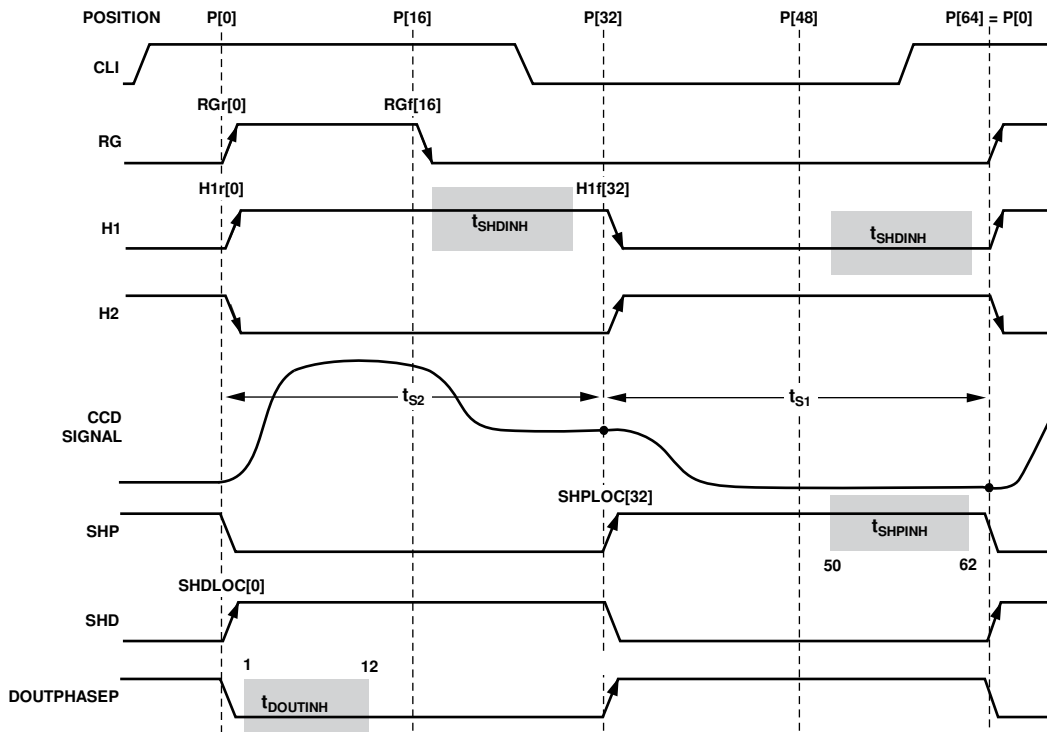 POSITION P[0] P[16] P[32] P[48] P[64] = P[0]
CLI
RGr[0] RGf[16]
RG
H1r[0] H1f[32]
H1 tSHDINH tSHDINH
H2
tS2 tS1
CCD
SIGNAL
SHPLOC[32]
SHP tSHPINH
50 62
SHDLOC[0]
SHD
1 12
DOUTPHASEP tDOUTINH